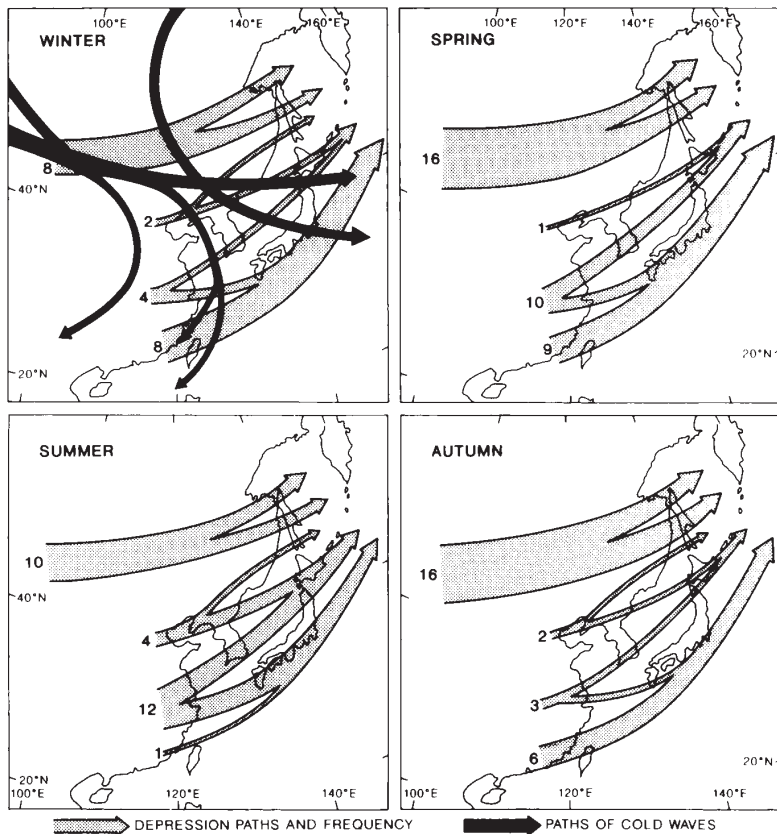 100°E 140°E 160°E
WINTER
8
40°N
2
4
8
20°N
120°E 140°E 160°E
SPRING
16
1
10
9
20°N
SUMMER
10
40°N
4
12
1
20°N
120°E 140°E
AUTUMN
16
2
3
6
20°N
100°E 120°E 140°E
DEPRESSION PATHS AND FREQUENCY
PATHS OF COLD WAVES